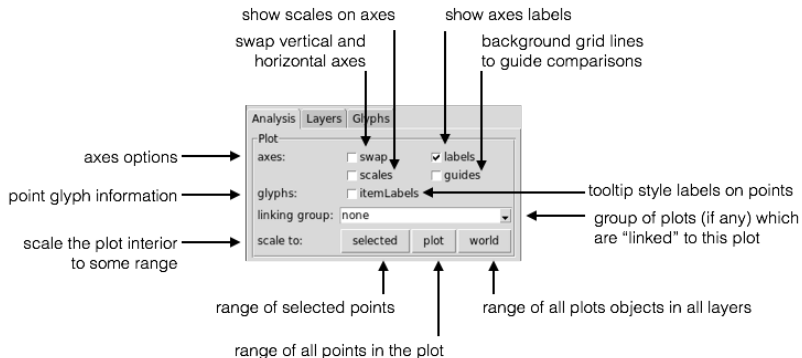 show scales on axes
show axes labels
swap vertical and
horizontal axes
background grid lines
to guide comparisons
Analysis Layers Glyphs
Plot
axes options
axes:
swap
labels
scales
guides
point glyph information
glyphs:
itemLabels
tooltip style labels on points
linking group:
none
group of plots (if any) which
are “linked” to this plot
scale the plot interior
to some range
scale to:
selected
plot
world
range of selected points
range of all plots objects in all layers
range of all points in the plot